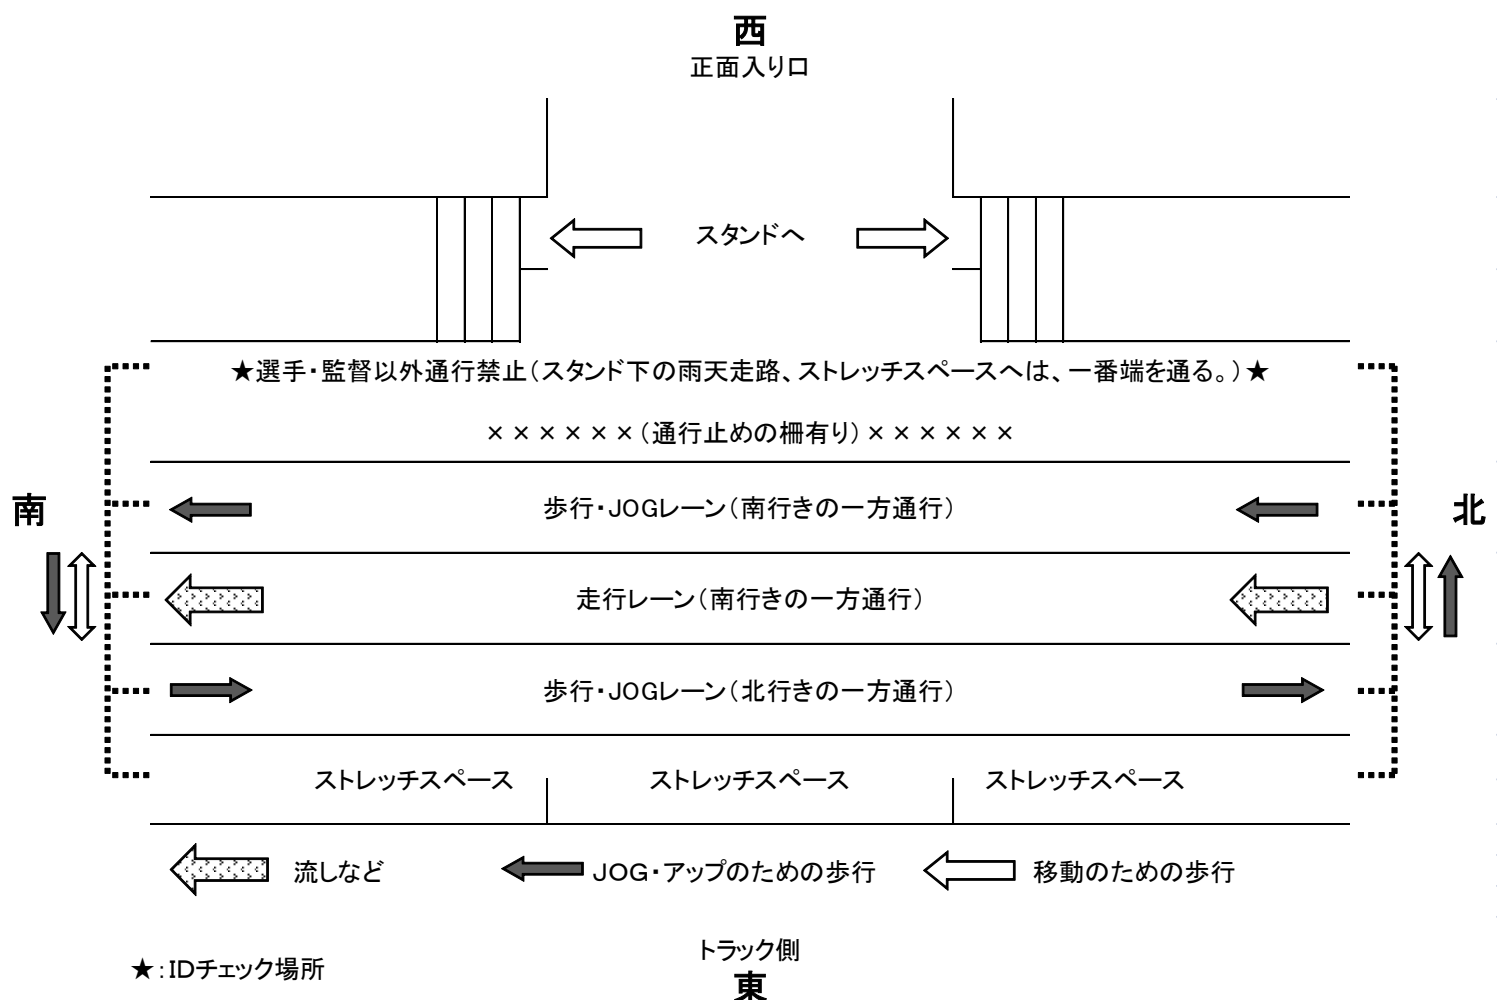 西
正面入り口
スタンドへ
★選手・監督以外通行禁止(スタンド下の雨天走路、ストレッチスペースへは、一番端を通る。)★
××××××(通行止めの柵有り)××××××
南
歩行・JOGレーン(南行きの一方通行)
北
走行レーン(南行きの一方通行)
歩行・JOGレーン(北行きの一方通行)
ストレッチスペース ストレッチスペース ストレッチスペース
流しなど JOG・アップのための歩行 移動のための歩行
トラック側
★:IDチェック場所
東